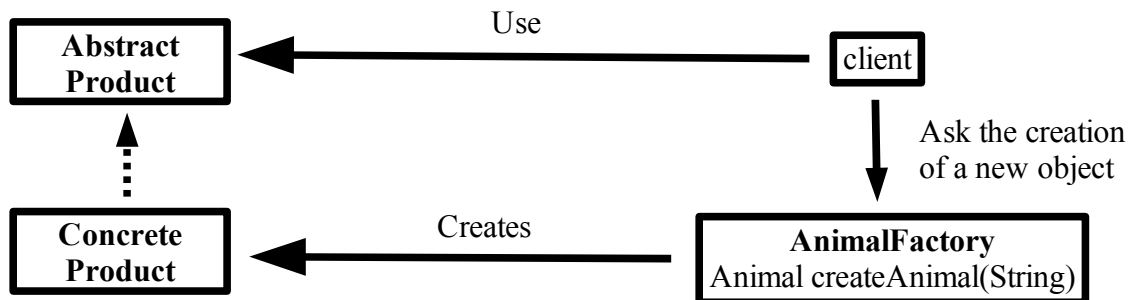 Abstract
Product
Use
client
Ask the creation
of a new object
Concrete
Product
Creates
AnimalFactory
Animal createAnimal(String)